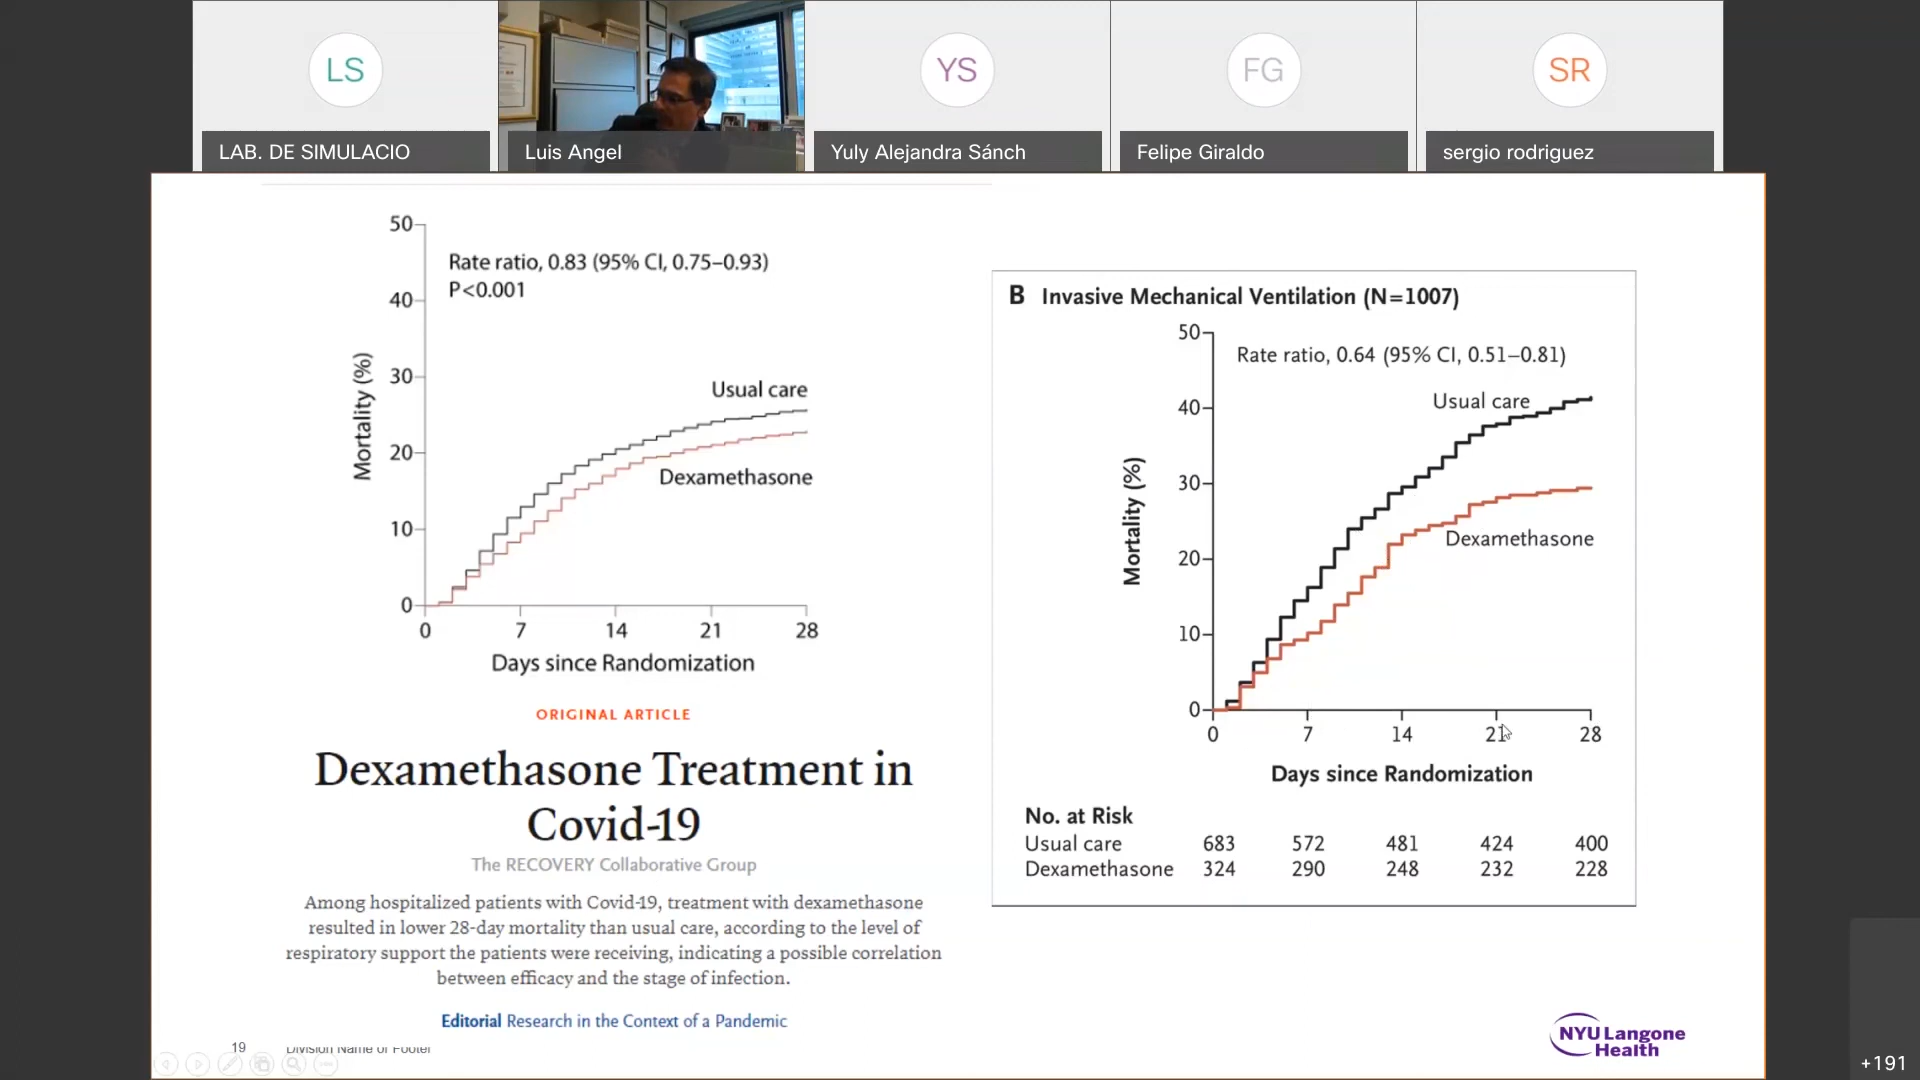 LS
YS
FG
SR
LAB. DE SIMULACIO
Luis Angel
Yuly Alejandra Sánch
Felipe Giraldo
sergio rodriguez
50
40
30
20
10
0
Mortality (%)
Rate ratio, 0.83 (95% CI, 0.75–0.93)
P<0.001
Usual care
Dexamethasone
0 7 14 21 28
Days since Randomization
ORIGINAL ARTICLE
Dexamethasone Treatment in
Covid-19
The RECOVERY Collaborative Group
Among hospitalized patients with Covid-19, treatment with dexamethasone
resulted in lower 28-day mortality than usual care, according to the level of
respiratory support the patients were receiving, indicating a possible correlation
between efficacy and the stage of infection.
Editorial Research in the Context of a Pandemic
B Invasive Mechanical Ventilation (N=1007)
50
40
30
20
10
0
Mortality (%)
Rate ratio, 0.64 (95% CI, 0.51–0.81)
Usual care
Dexamethasone
0 7 14 21 28
Days since Randomization
No. at Risk
Usual care 683 572 481 424 400
Dexamethasone 324 290 248 232 228
19 Division Name or Footer
NYU Langone
Health
+191